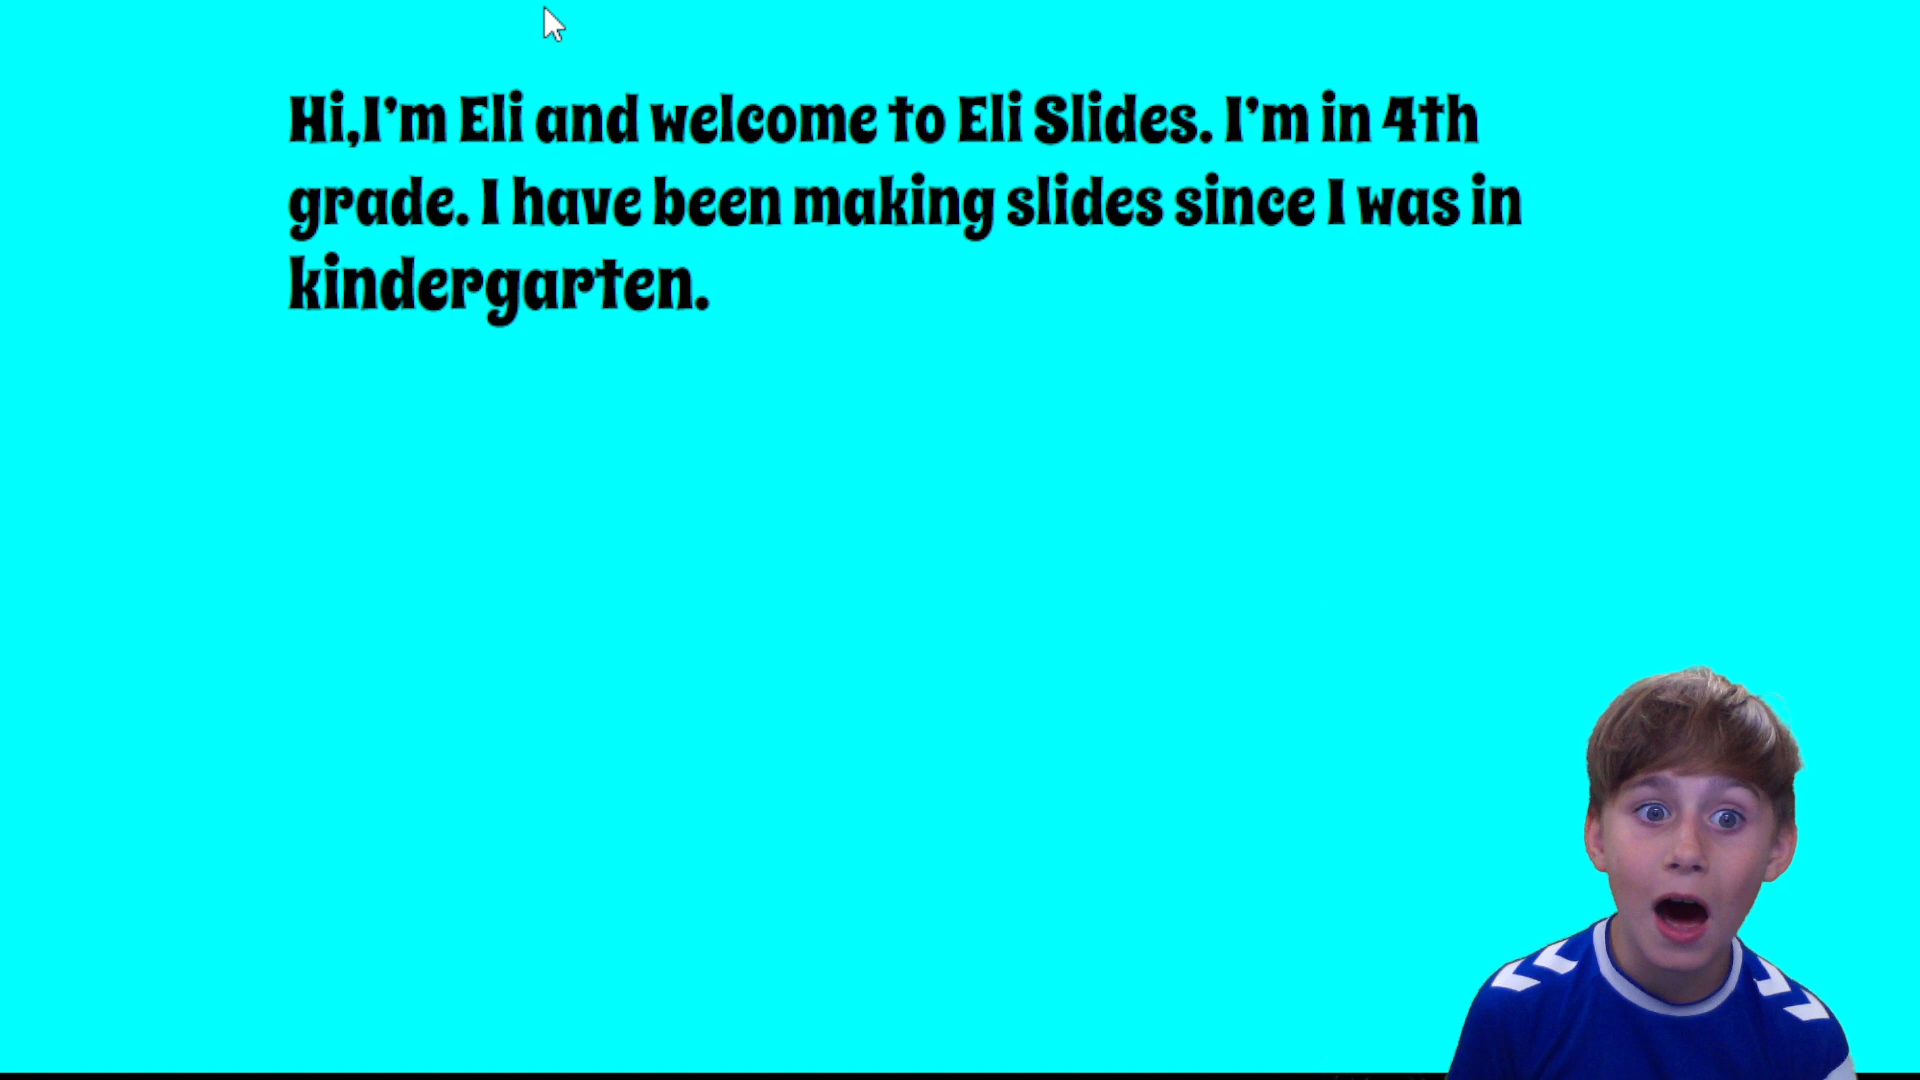 Hi,I'm Eli and welcome to Eli Slides. I'm in 4th
grade. I have been making slides since I was in
kindergarten.